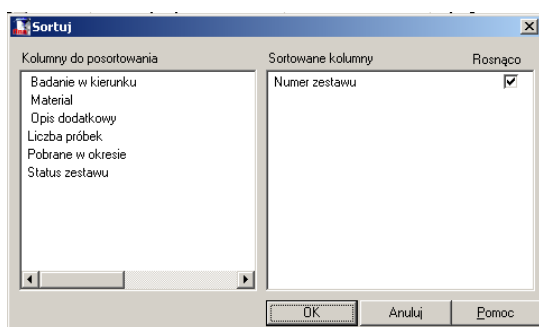 Sortuj
Kolumny do posortowania
Sortowane kolumny
Rosnąco
Badanie w kierunku
Material
Opis dodatkowy
Liczba próbek
Pobrane w okresie
Status zestawu
Numer zestawu
OK
Anuluj
Pomoc